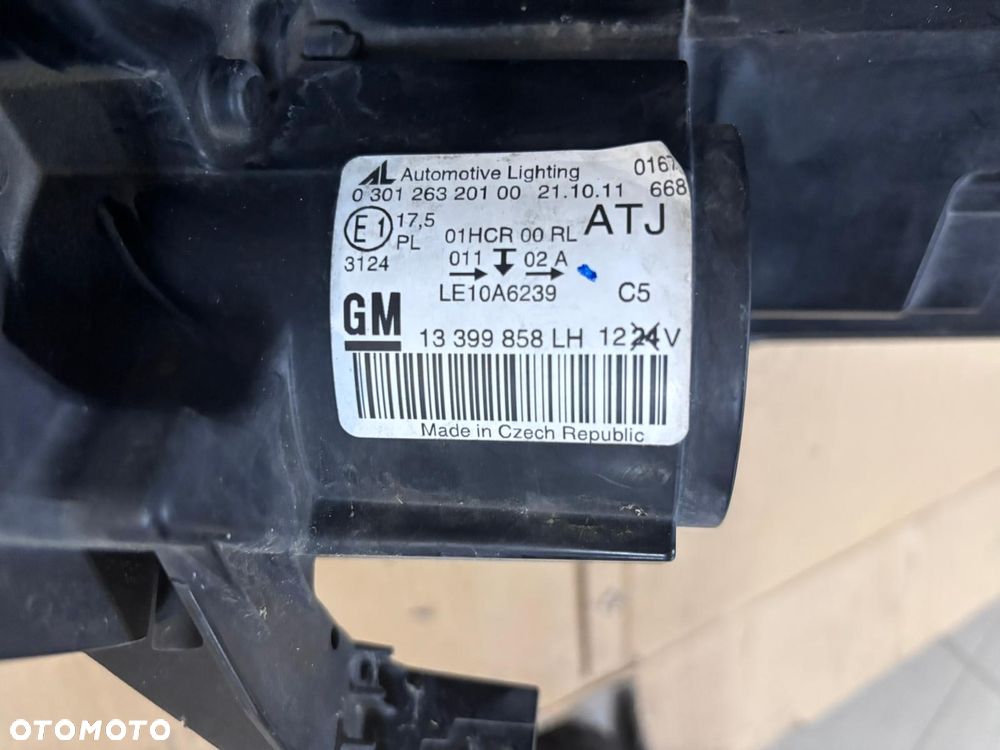 AL Automotive Lighting 0167
0 301 263 201 00 21.10.11 668
E1 17,5 ATJ
PL 01HCR 00 RL
3124 011 02 A
LE10A6239 C5
GM 13 399 858 LH 12 24 V
Made in Czech Republic
OTOMOTO